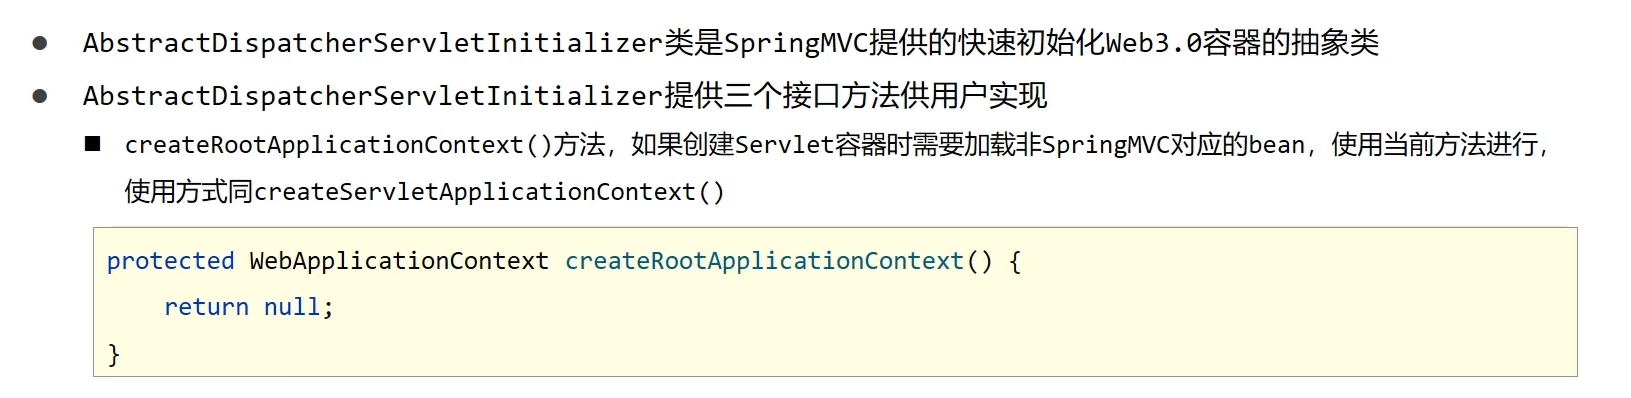 AbstractDispatcherServletInitializer类是SpringMVC提供的快速初始化Web3.0容器的抽象类
AbstractDispatcherServletInitializer提供三个接口方法供用户实现
createRootApplicationContext()方法，如果创建Servlet容器时需要加载非SpringMVC对应的bean，使用当前方法进行，
使用方式同createServletApplicationContext()
protected WebApplicationContext createRootApplicationContext() {
    return null;
}